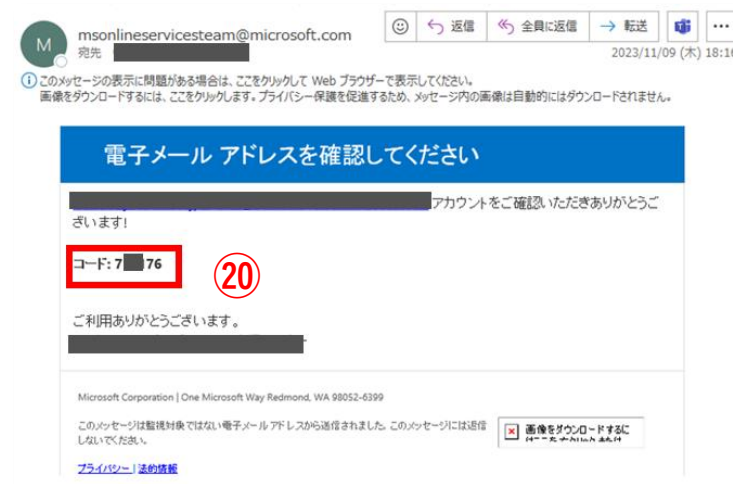 M
msonlineservicesteam@microsoft.com
返信
全員に返信
転送
宛先
2023/11/09 (木) 18:16
このメッセージの表示に問題がある場合は、ここをクリックして Web ブラウザーで表示してください。
画像をダウンロードするには、ここをクリックします。プライバシー保護を促進するため、メッセージ内の画像は自動的にはダウンロードされません。
電子メール アドレスを確認してください
アカウントをご確認いただきありがとうご
ざいます!
コード: 7 76
⑳
ご利用ありがとうございます。
Microsoft Corporation | One Microsoft Way Redmond, WA 98052-6399
このメッセージは監視対象ではない電子メール アドレスから送信されました。このメッセージには返信
しないでください。
画像をダウンロードするに
プライバシー | 法的情報